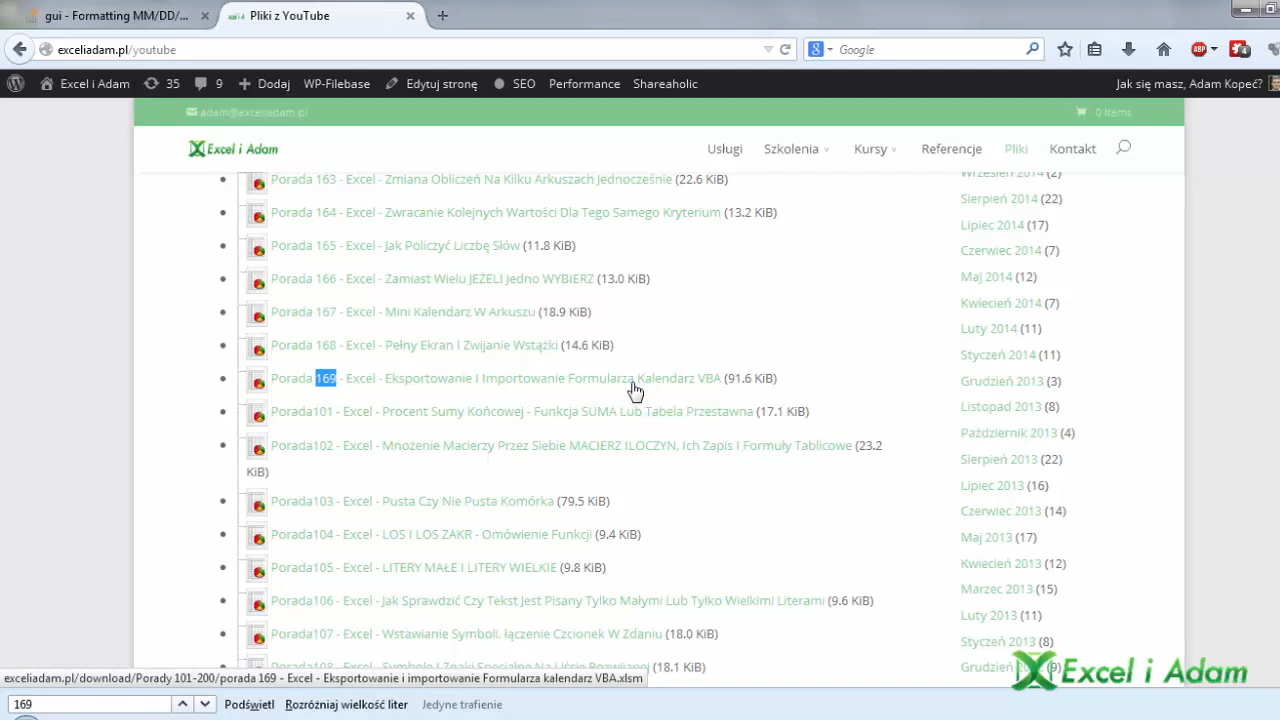 gui - Formatting MM/DD/...
Pliki z YouTube
exceliadam.pl/youtube
Google
Excel i Adam
35
9
Dodaj
WP-Filebase
Edytuj stronę
SEO
Performance
Shareaholic
Jak się masz, Adam Kopeć?
adam@exceliadam.pl
0 Items
Excel i Adam
Usługi
Szkolenia
Kursy
Referencje
Pliki
Kontakt
Porada 163 - Excel - Zmiana Obliczeń Na Kilku Arkuszach Jednocześnie (22.6 KiB)
Porada 164 - Excel - Zwracanie Kolejnych Wartości Dla Tego Samego Kryterium (13.2 KiB)
Porada 165 - Excel - Jak Policzyć Liczbę Słów (11.8 KiB)
Porada 166 - Excel - Zamiast Wielu JEŻELI Jedno WYBIERZ (13.0 KiB)
Porada 167 - Excel - Mini Kalendarz W Arkuszu (18.9 KiB)
Porada 168 - Excel - Pełny Ekran I Zwijanie Wstążki (14.6 KiB)
Porada 169 - Excel - Eksportowanie I Importowanie Formularza Kalendarz VBA (91.6 KiB)
Porada101 - Excel - Procent Sumy Końcowej - Funkcja SUMA Lub Tabela Przestawna (17.1 KiB)
Porada102 - Excel - Mnożenie Macierzy Przez Siebie MACIERZ ILOCZYN, Ich Zapis I Formuły Tablicowe (23.2
KiB)
Porada103 - Excel - Pusta Czy Nie Pusta Komórka (79.5 KiB)
Porada104 - Excel - LOS I LOS ZAKR - Omówienie Funkcji (9.4 KiB)
Porada105 - Excel - LITERY MAŁE I LITERY WIELKIE (9.8 KiB)
Porada106 - Excel - Jak Sprawdzić Czy Tekst Jest Pisany Tylko Małymi Lub Tylko Wielkimi Literami (9.6 KiB)
Porada107 - Excel - Wstawianie Symboli, łączenie Czcionek W Zdaniu (18.0 KiB)
Porada108 - Excel - Symbole I Znaki Specjalne Na Liście Rozwijanej (18.1 KiB)
Wrzesień 2014 (2)
Sierpień 2014 (22)
Lipiec 2014 (17)
Czerwiec 2014 (7)
Maj 2014 (12)
Kwiecień 2014 (7)
Luty 2014 (11)
Styczeń 2014 (11)
Grudzień 2013 (3)
Listopad 2013 (8)
Październik 2013 (4)
Sierpień 2013 (22)
Lipiec 2013 (16)
Czerwiec 2013 (14)
Maj 2013 (17)
Kwiecień 2013 (12)
Marzec 2013 (15)
Luty 2013 (11)
Styczeń 2013 (8)
Grudzień (9)
Excel i Adam
exceliadam.pl/download/Porady 101-200/porada 169 - Excel - Eksportowanie i importowanie Formularza kalendarz VBA.xlsm
169
Podświetl
Rozróżniaj wielkość liter
Jedyne trafienie